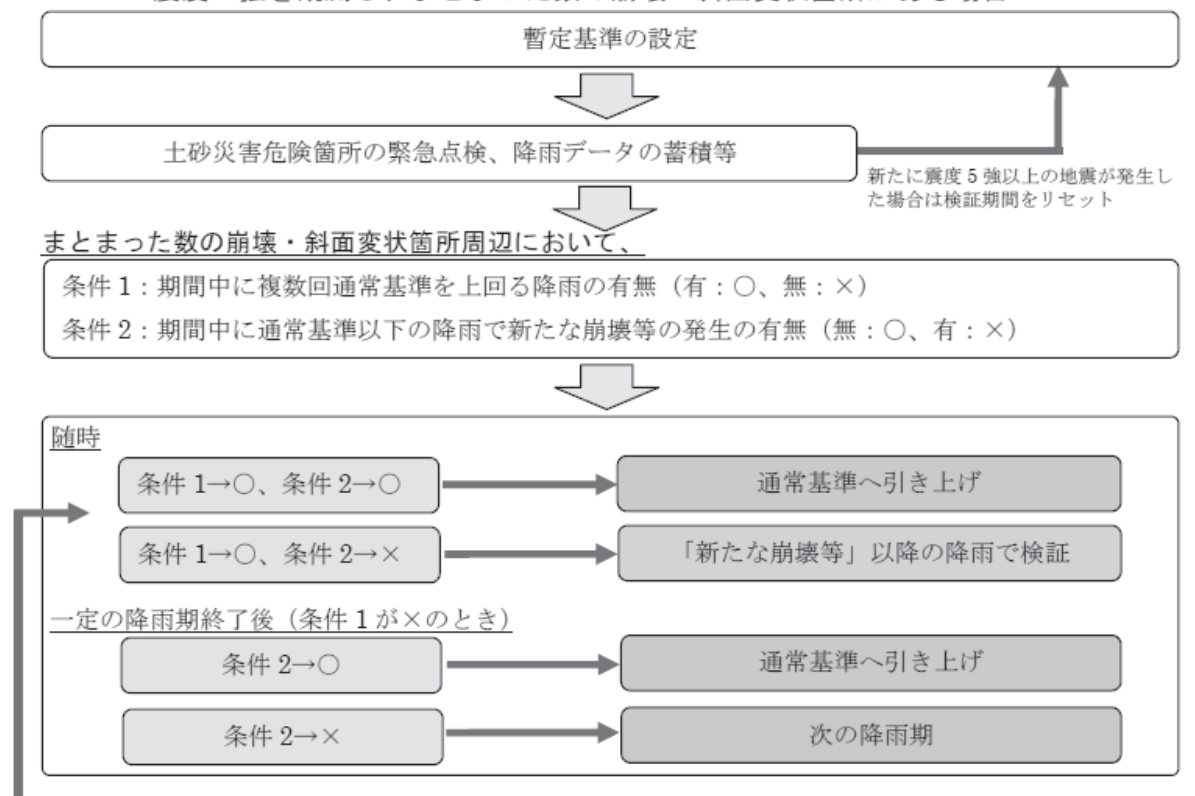 暫定基準の設定
土砂災害危険箇所の緊急点検、降雨データの蓄積等
新たに震度 5 強以上の地震が発生し
た場合は検証期間をリセット
まとまった数の崩壊・斜面変状箇所周辺において、
条件 1：期間中に複数回通常基準を上回る降雨の有無（有：○、無：×）
条件 2：期間中に通常基準以下の降雨で新たな崩壊等の発生の有無（無：○、有：×）
随時
条件 1→○、条件 2→○
通常基準へ引き上げ
条件 1→○、条件 2→×
「新たな崩壊等」以降の降雨で検証
一定の降雨期終了後（条件 1 が×のとき）
条件 2→○
通常基準へ引き上げ
条件 2→×
次の降雨期